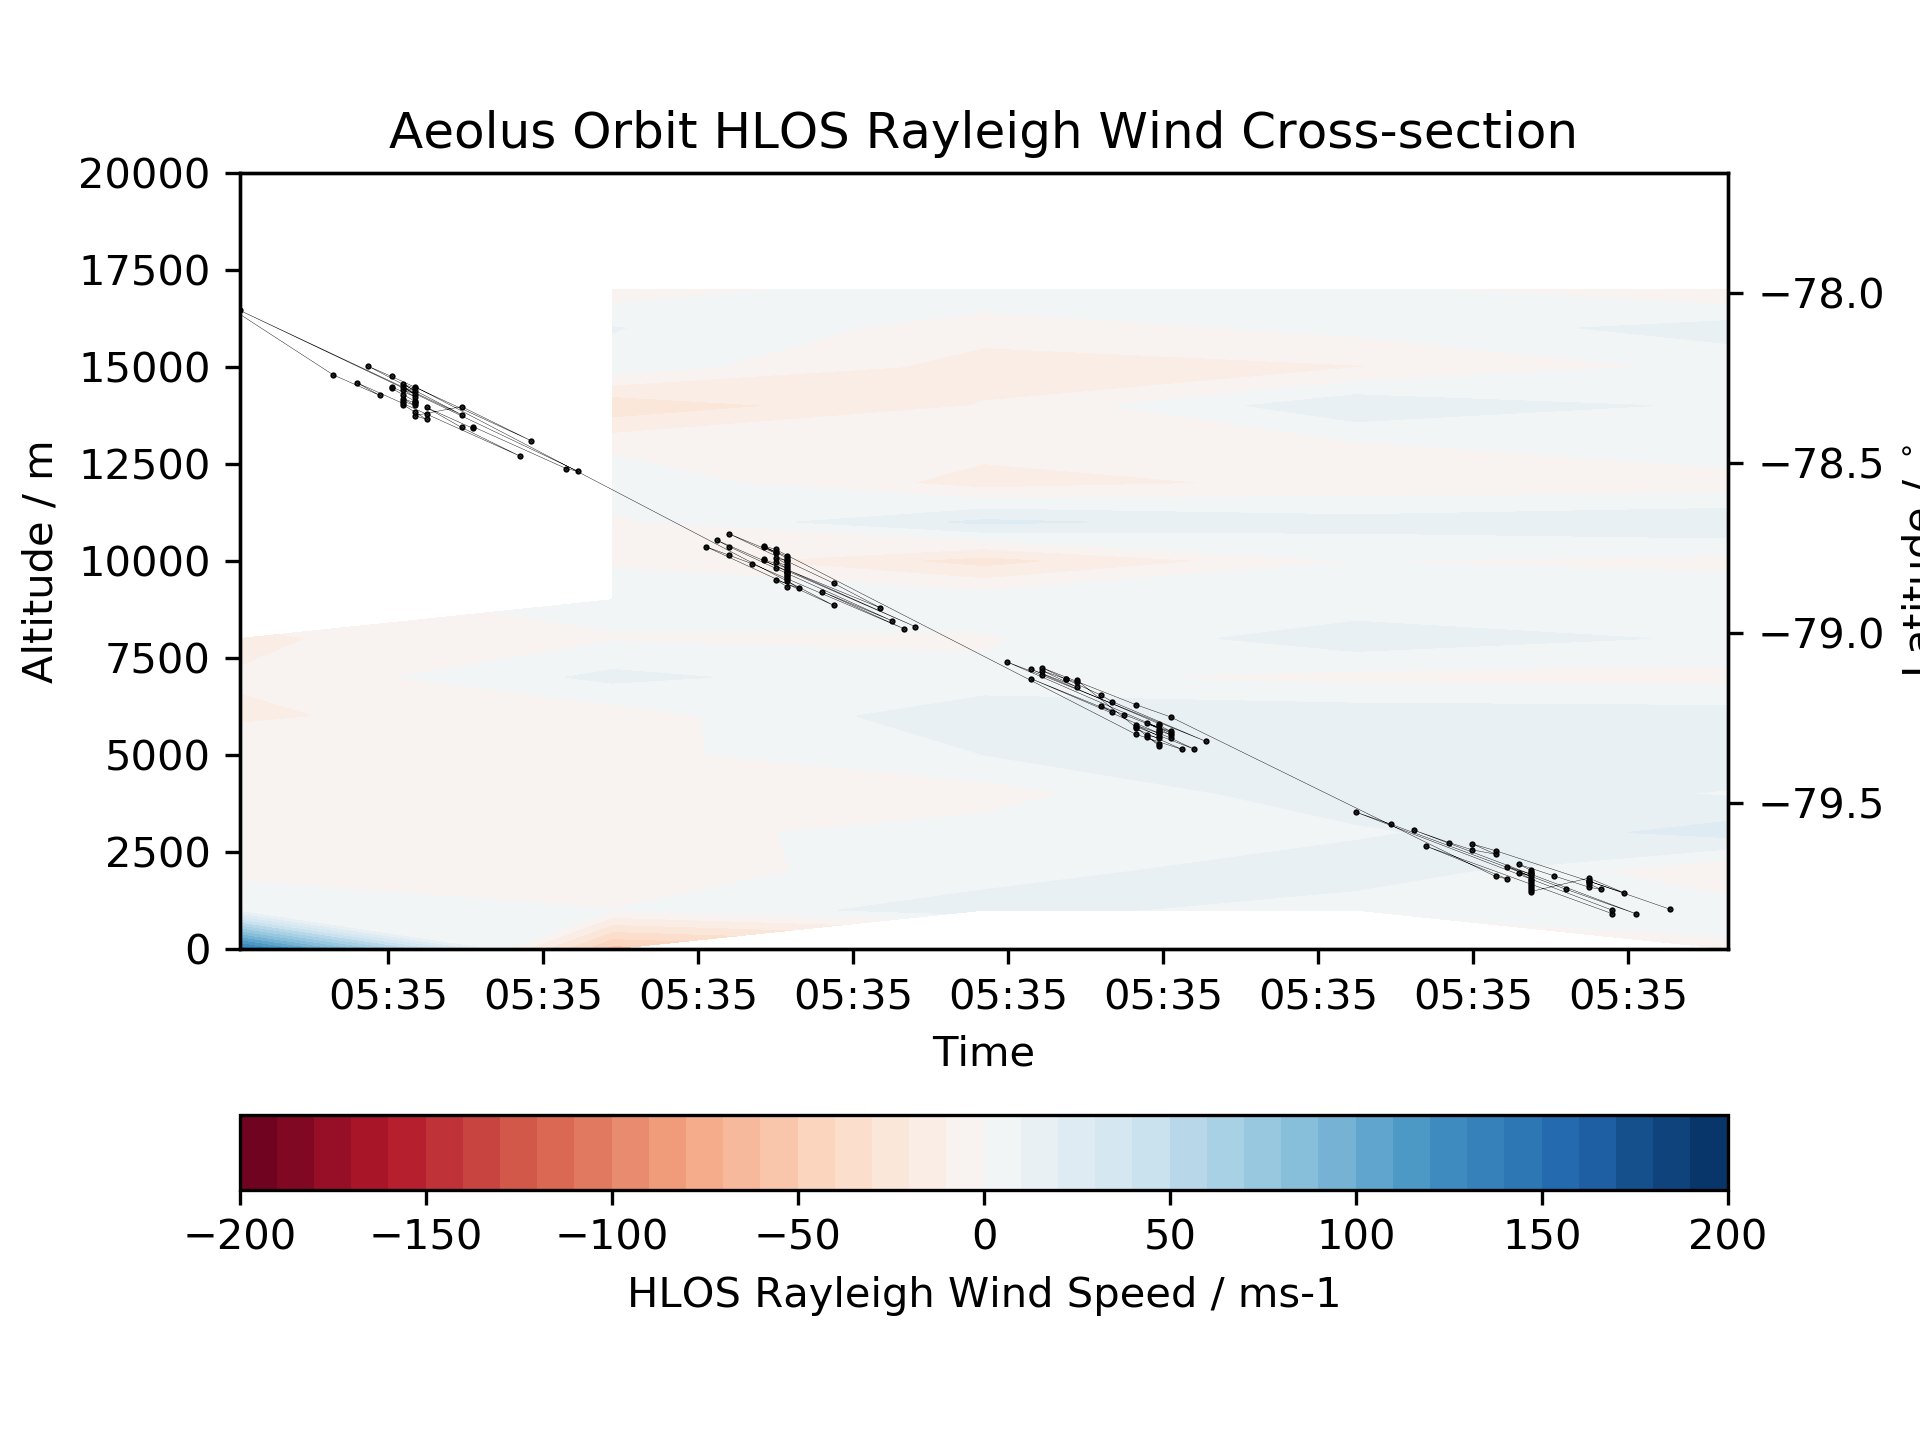 Aeolus Orbit HLOS Rayleigh Wind Cross-section
20000
17500
15000
12500
10000
7500
5000
2500
0
Altitude / m
−78.0
−78.5
−79.0
−79.5
Latitude / °
05:35 05:35 05:35 05:35 05:35 05:35 05:35 05:35 05:35
Time
−200 −150 −100 −50 0 50 100 150 200
HLOS Rayleigh Wind Speed / ms-1